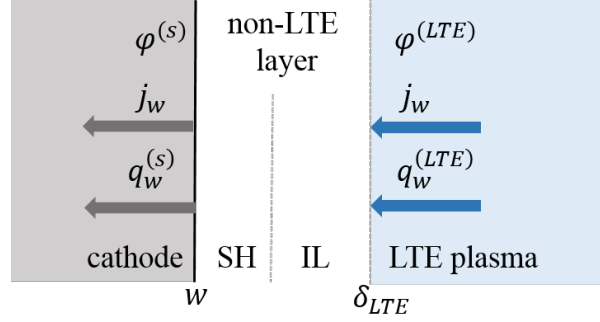 φ^(s)
non-LTE
layer
φ^(LTE)
j_w
j_w
q_w^(s)
q_w^(LTE)
cathode
SH
IL
LTE plasma
w
δ_LTE